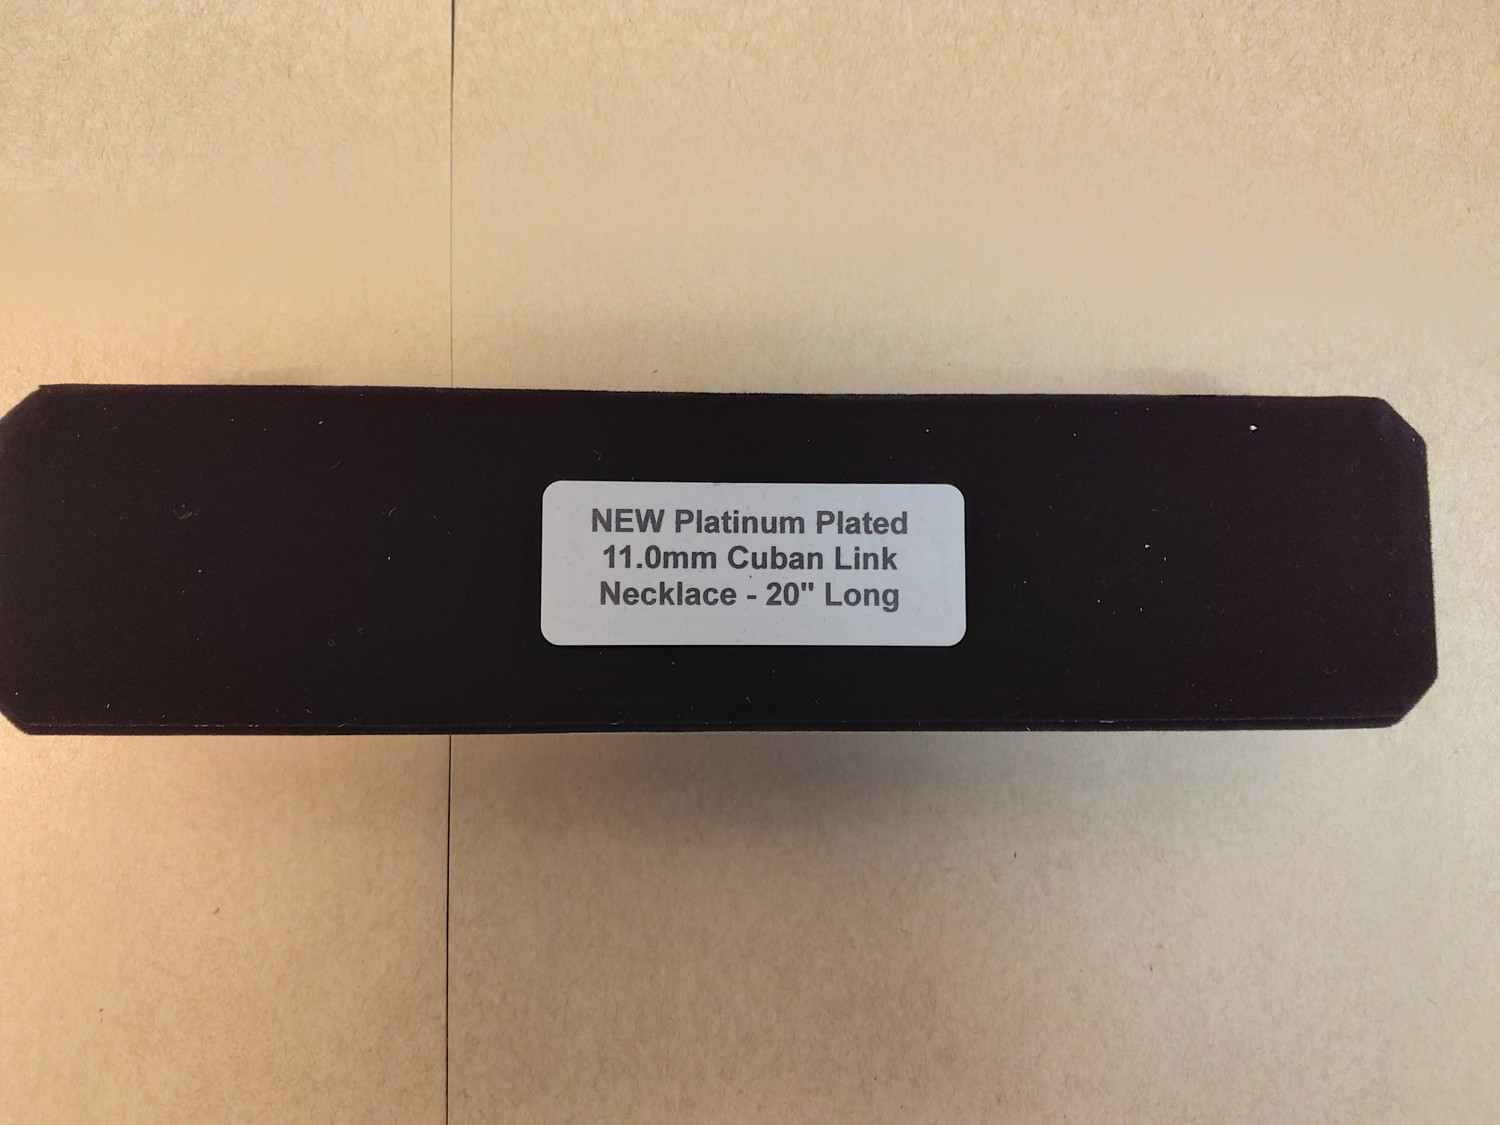 NEW Platinum Plated
11.0mm Cuban Link
Necklace - 20" Long